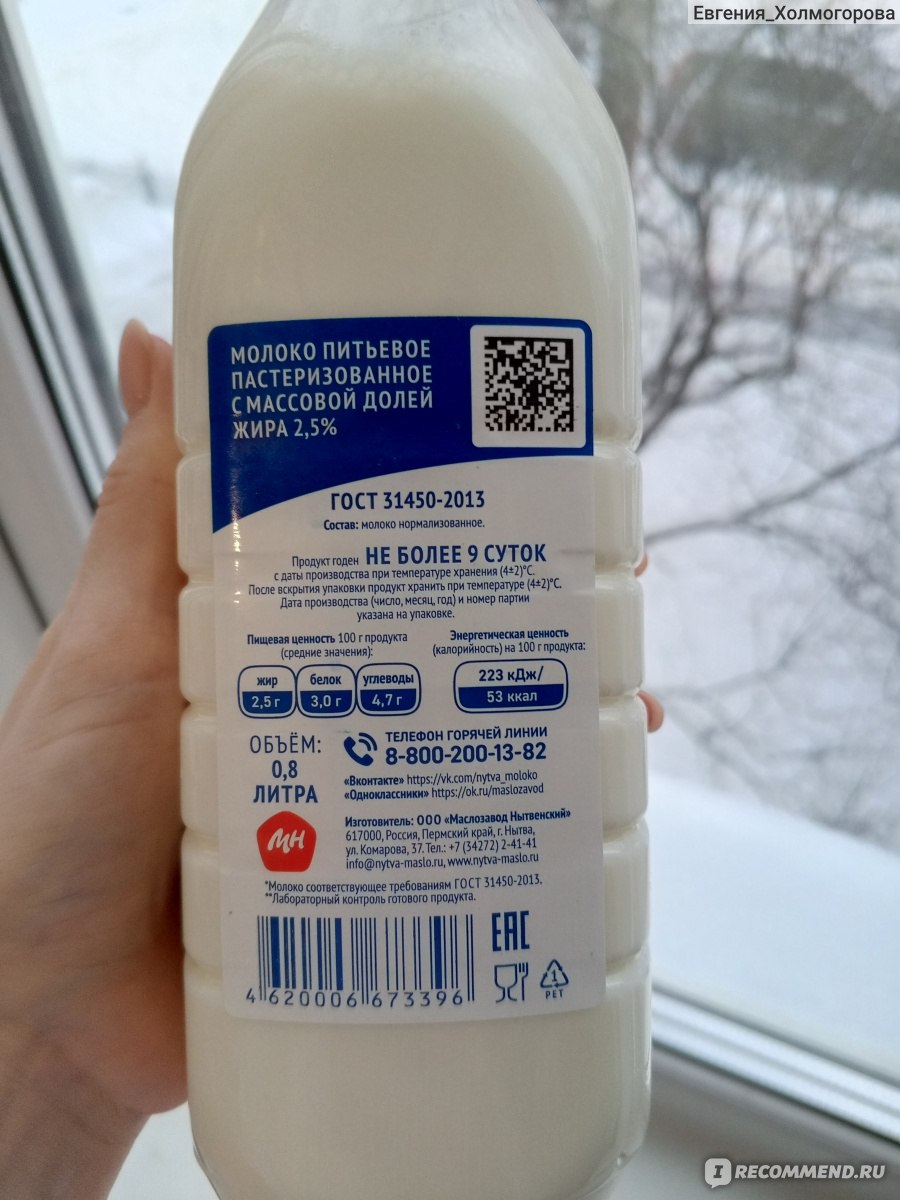 Евгения_Холмогорова
МОЛОКО ПИТЬЕВОЕ
ПАСТЕРИЗОВАННОЕ
С МАССОВОЙ ДОЛЕЙ
ЖИРА 2,5%
ГОСТ 31450-2013
Состав: молоко нормализованное.
Продукт годен НЕ БОЛЕЕ 9 СУТОК
с даты производства при температуре хранения (4±2)°С.
После вскрытия упаковки продукт хранить при температуре (4±2)°С.
Дата производства (число, месяц, год) и номер партии
указана на упаковке.
Пищевая ценность 100 г продукта
(средние значения):
жир белок углеводы
2,5 г 3,0 г 4,7 г
Энергетическая ценность
(калорийность) на 100 г продукта:
223 кДж/
53 ккал
ОБЪЁМ:
0,8
ЛИТРА
ТЕЛЕФОН ГОРЯЧЕЙ ЛИНИИ
8-800-200-13-82
«Вконтакте» https://vk.com/nytva_moloko
«Одноклассники» https://ok.ru/maslozavod
МН
Изготовитель: ООО «Маслозавод Нытвенский»
617000, Россия, Пермский край, г. Нытва,
ул. Комарова, 37. Тел.: +7 (34272) 2-41-41
info@nytva-maslo.ru, www.nytva-maslo.ru
*Молоко соответствующее требованиям ГОСТ 31450-2013.
**Лабораторный контроль готового продукта.
4 620006 673396
EAC
1
PET
IRECOMMEND.RU